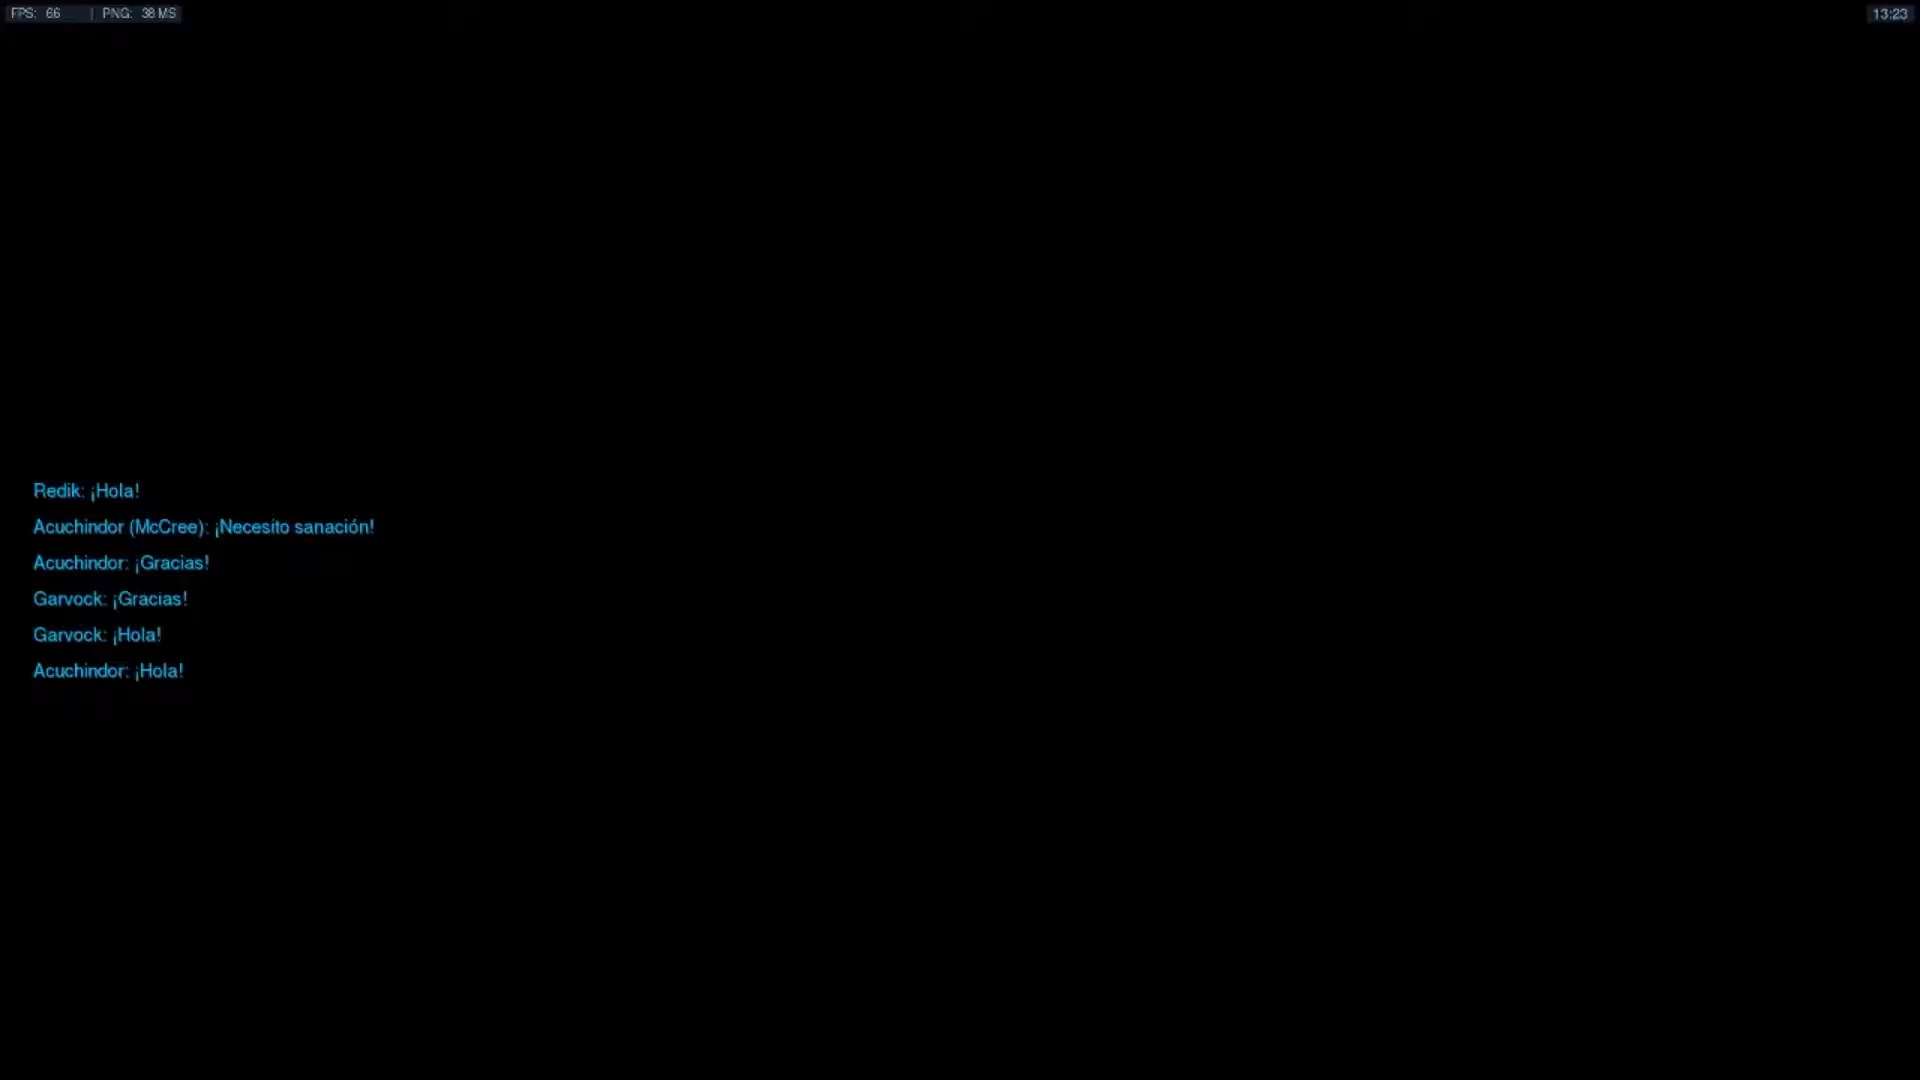 FPS: 66 | PNG: 38 MS
13:23
Redik: ¡Hola!
Acuchindor (McCree): ¡Necesito sanación!
Acuchindor: ¡Gracias!
Garvock: ¡Gracias!
Garvock: ¡Hola!
Acuchindor: ¡Hola!